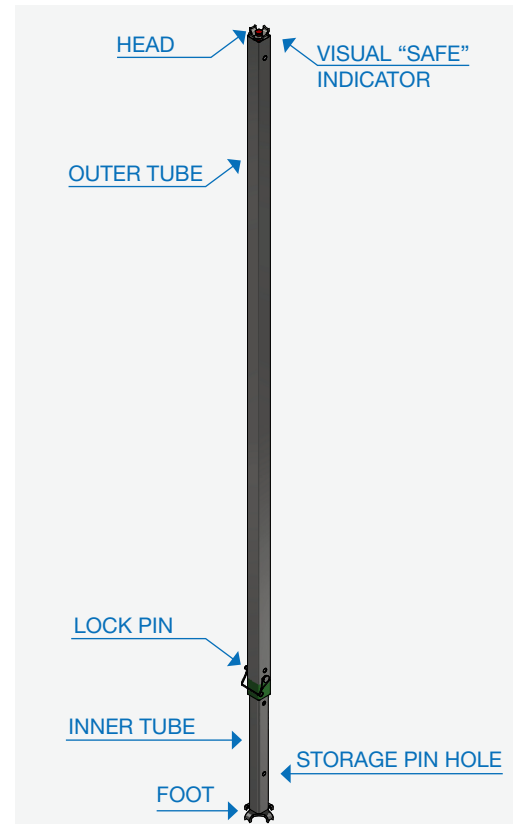 HEAD
VISUAL “SAFE”
INDICATOR
OUTER TUBE
LOCK PIN
INNER TUBE
STORAGE PIN HOLE
FOOT